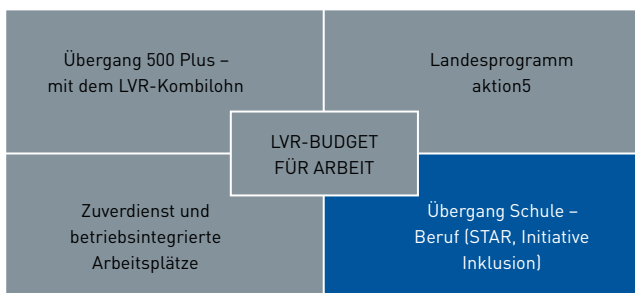 Übergang 500 Plus –
mit dem LVR-Kombilohn
Landesprogramm
aktion5
LVR-BUDGET
FÜR ARBEIT
Zuverdienst und
betriebsintegrierte
Arbeitsplätze
Übergang Schule –
Beruf (STAR, Initiative
Inklusion)